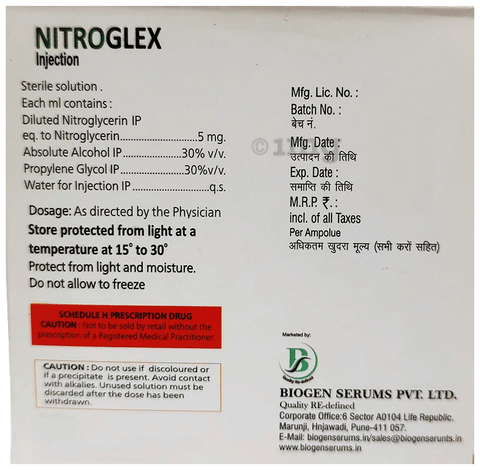 NITROGLEX
Injection
Sterile solution .
Each ml contains :
Diluted Nitroglycerin IP
eq. to Nitroglycerin....................5 mg.
Absolute Alcohol IP...............30% v/v.
Propylene Glycol IP................30%v/v.
Water for Injection IP....................q.s.
Dosage: As directed by the Physician
Store protected from light at a
temperature at 15° to 30°
Protect from light and moisture.
Do not allow to freeze
SCHEDULE H PRESCRIPTION DRUG
CAUTION : Not to be sold by retail without the
prescription of a Registered Medical Practitioner
CAUTION : Do not use if discoloured or
if a precipitate is present. Avoid contact
with alkalies. Unused solution must be
discarded after the dose has been
withdrawn.
Mfg. Lic. No. :
Batch No. :
बेच नं.
Mfg. Date :
उत्पादन की तिथि
Exp. Date :
समाप्ति की तिथि
M.R.P. ₹. :
incl. of all Taxes
Per Ampolue
अधिकतम खुदरा मूल्य (सभी करों सहित)
© 1mg
Marketed by:
B
Quality Re-defined
BIOGEN SERUMS PVT. LTD.
Quality RE-defined
Corporate Office:6 Sector A0104 Life Republic.
Marunji, Hnjawadi, Pune-411 057.
E-Mail: biogenserums.in/sales@biogenserunts.in
www.biogenserums.in